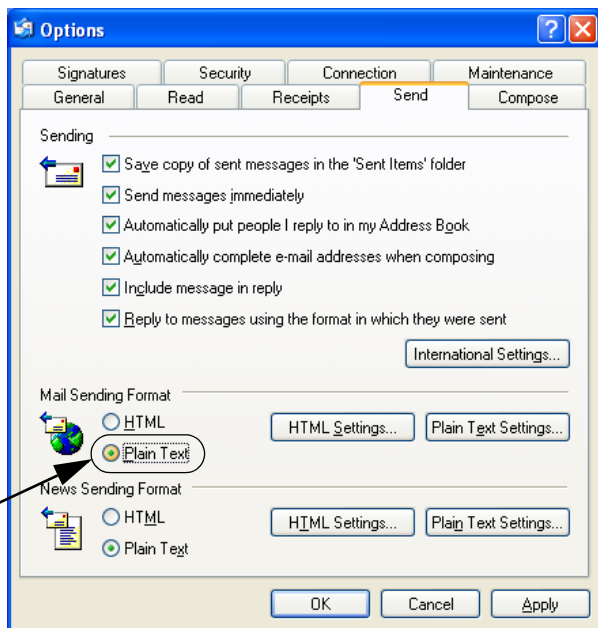 Options
Signatures Security Connection Maintenance
General Read Receipts Send Compose
Sending
Save copy of sent messages in the 'Sent Items' folder
Send messages immediately
Automatically put people I reply to in my Address Book
Automatically complete e-mail addresses when composing
Include message in reply
Reply to messages using the format in which they were sent
International Settings...
Mail Sending Format
HTML HTML Settings... Plain Text Settings...
Plain Text
News Sending Format
HTML HTML Settings... Plain Text Settings...
Plain Text
OK Cancel Apply